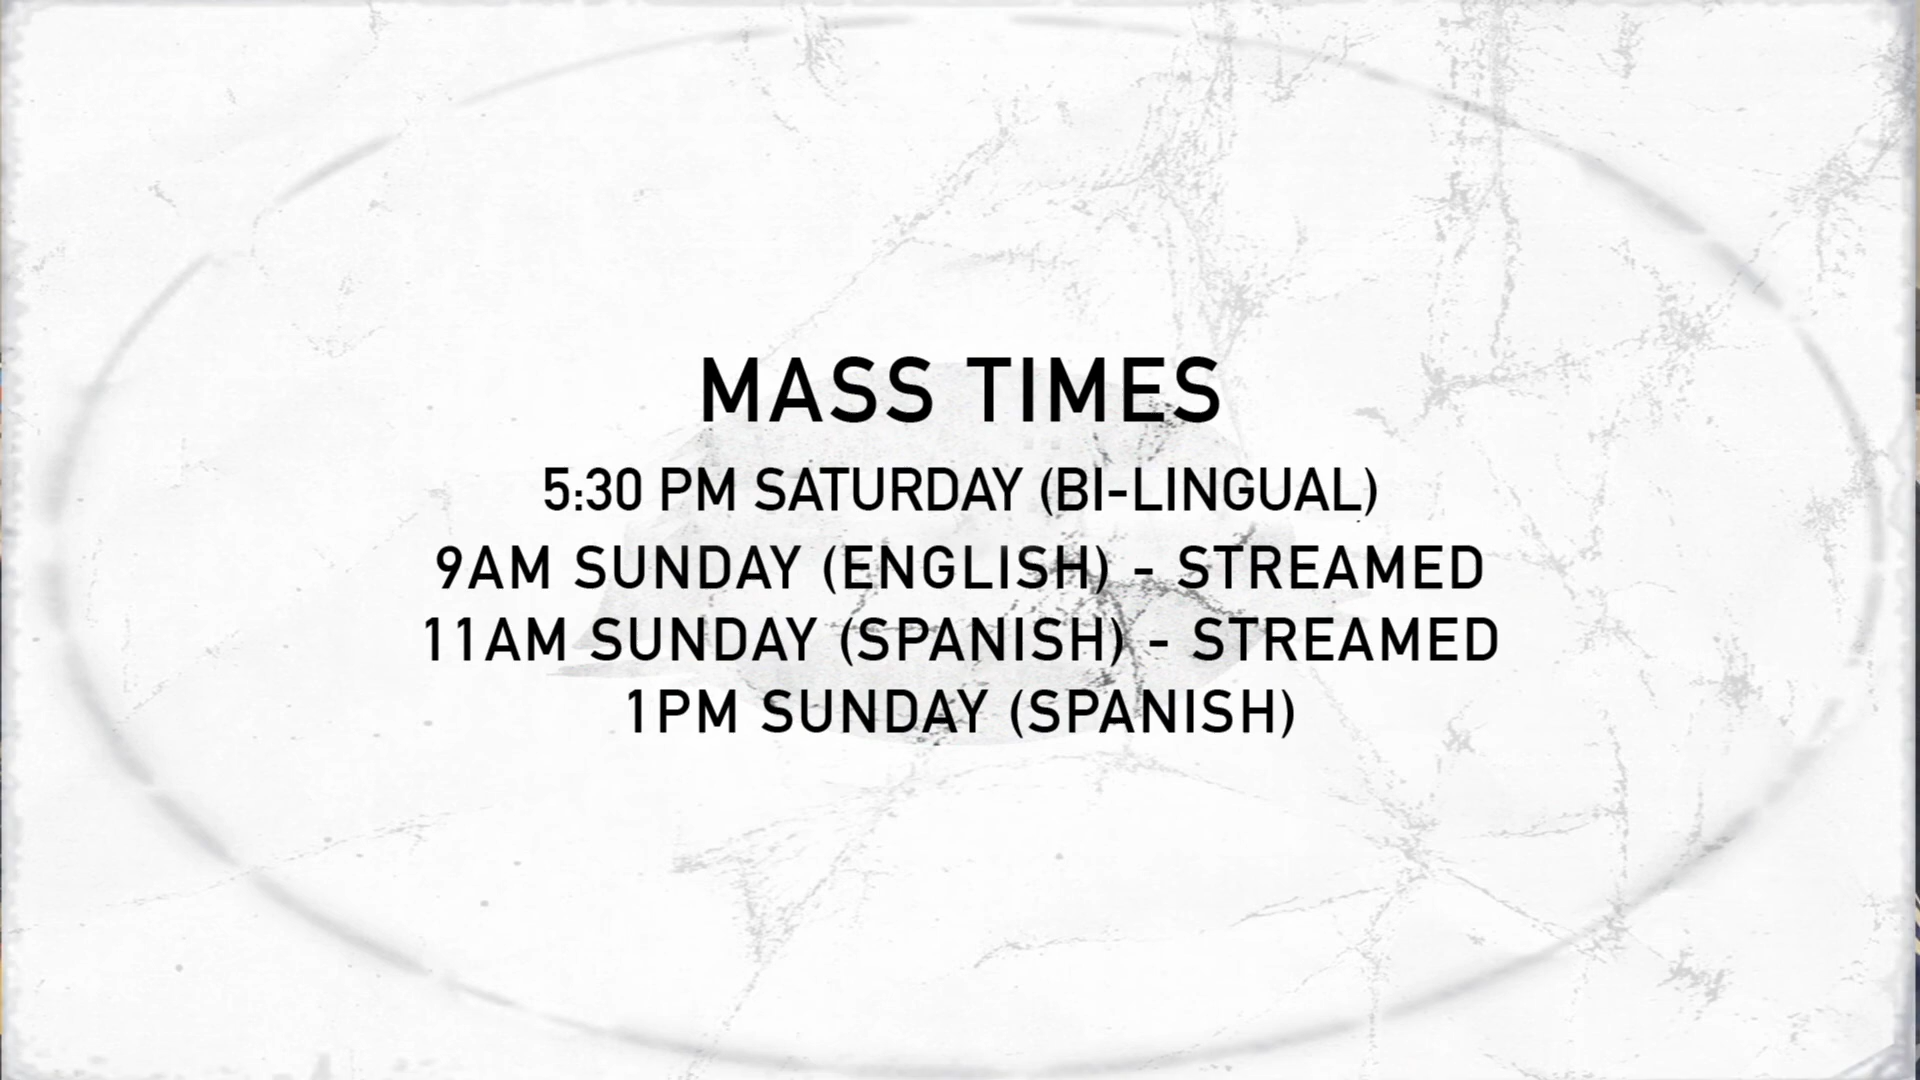 MASS TIMES
5:30 PM SATURDAY (BI-LINGUAL)
9AM SUNDAY (ENGLISH) - STREAMED
11AM SUNDAY (SPANISH) - STREAMED
1PM SUNDAY (SPANISH)